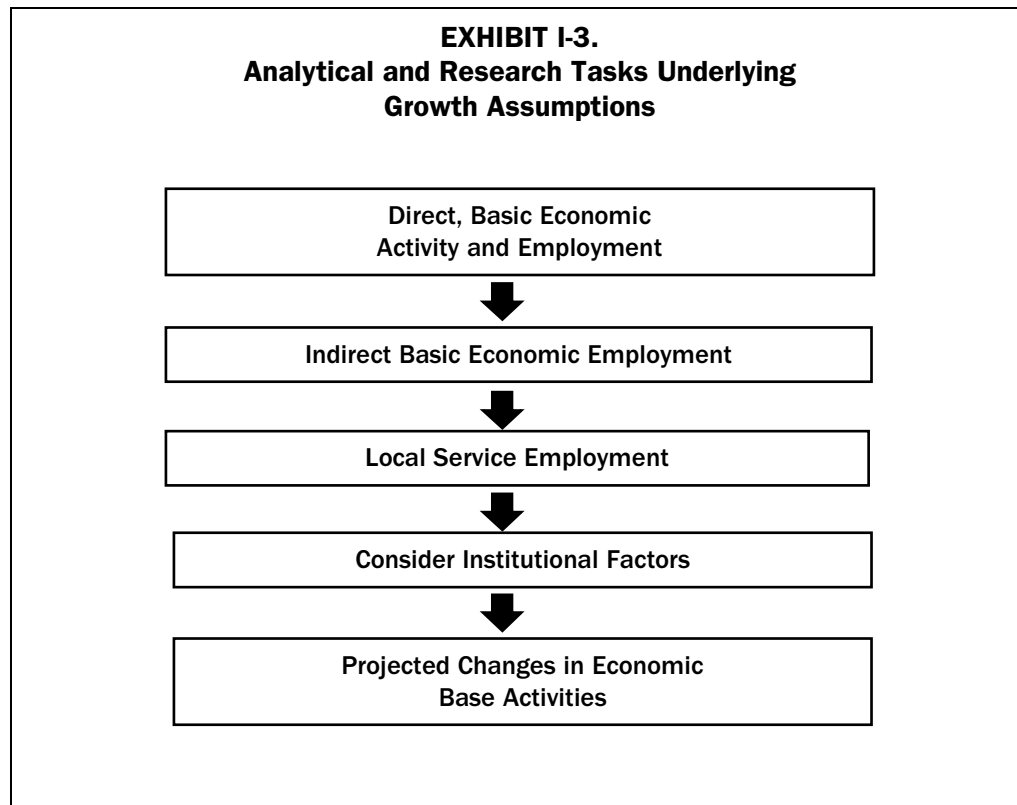 EXHIBIT I-3.
Analytical and Research Tasks Underlying
Growth Assumptions
Direct, Basic Economic
Activity and Employment
Indirect Basic Economic Employment
Local Service Employment
Consider Institutional Factors
Projected Changes in Economic
Base Activities